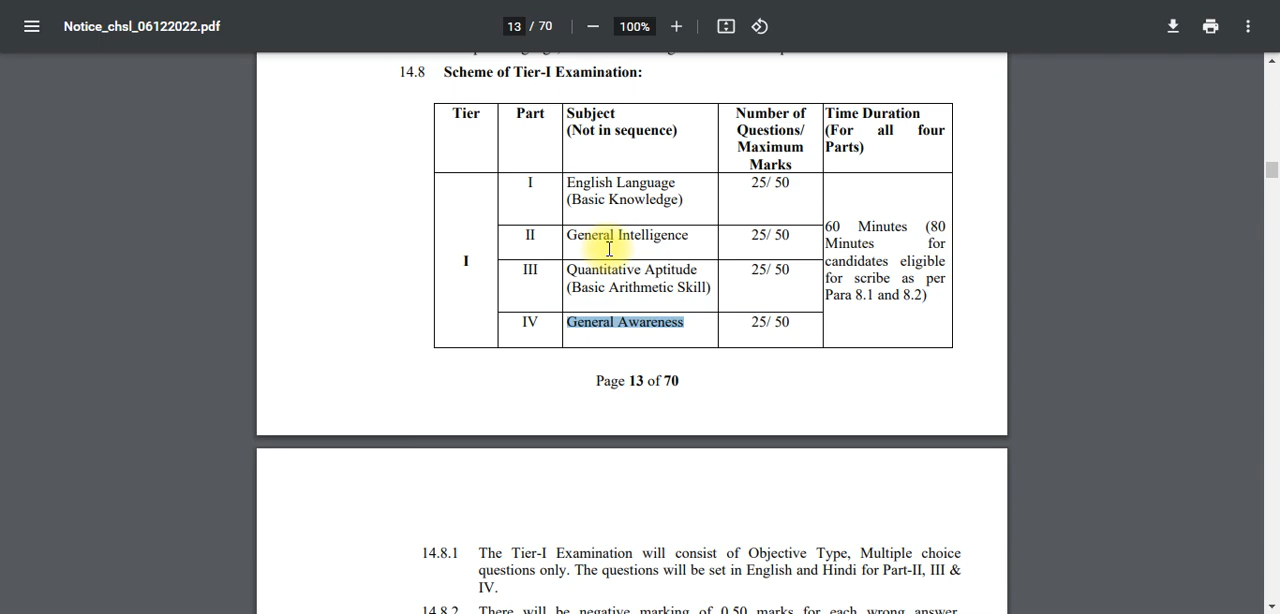 Notice_chsl_06122022.pdf
13 / 70
100%
14.8 Scheme of Tier-I Examination:
Tier Part Subject (Not in sequence) Number of Questions/ Maximum Marks Time Duration (For all four Parts)
I
I English Language (Basic Knowledge) 25/ 50
II General Intelligence 25/ 50
III Quantitative Aptitude (Basic Arithmetic Skill) 25/ 50
IV General Awareness 25/ 50
60 Minutes (80
Minutes for
candidates eligible
for scribe as per
Para 8.1 and 8.2)
Page 13 of 70
14.8.1 The Tier-I Examination will consist of Objective Type, Multiple choice
questions only. The questions will be set in English and Hindi for Part-II, III &
IV.
14.8.2 There will be negative marking of 0.50 marks for each wrong answer.